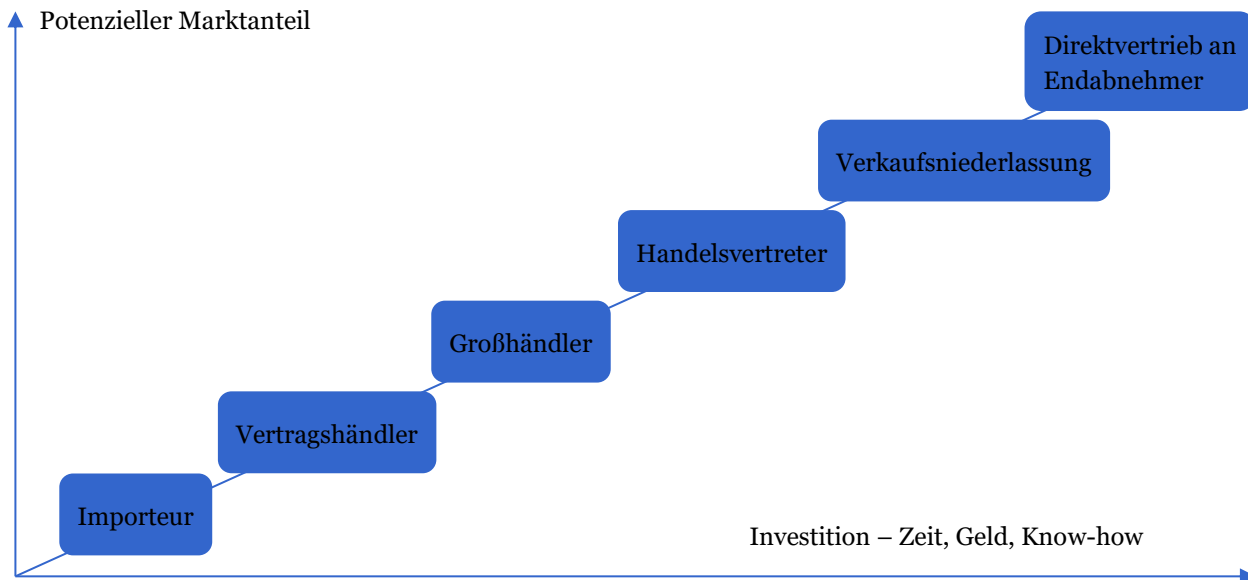 Potenzieller Marktanteil
Direktvertrieb an
Endabnehmer
Verkaufsniederlassung
Handelsvertreter
Großhändler
Vertragshändler
Importeur
Investition – Zeit, Geld, Know-how